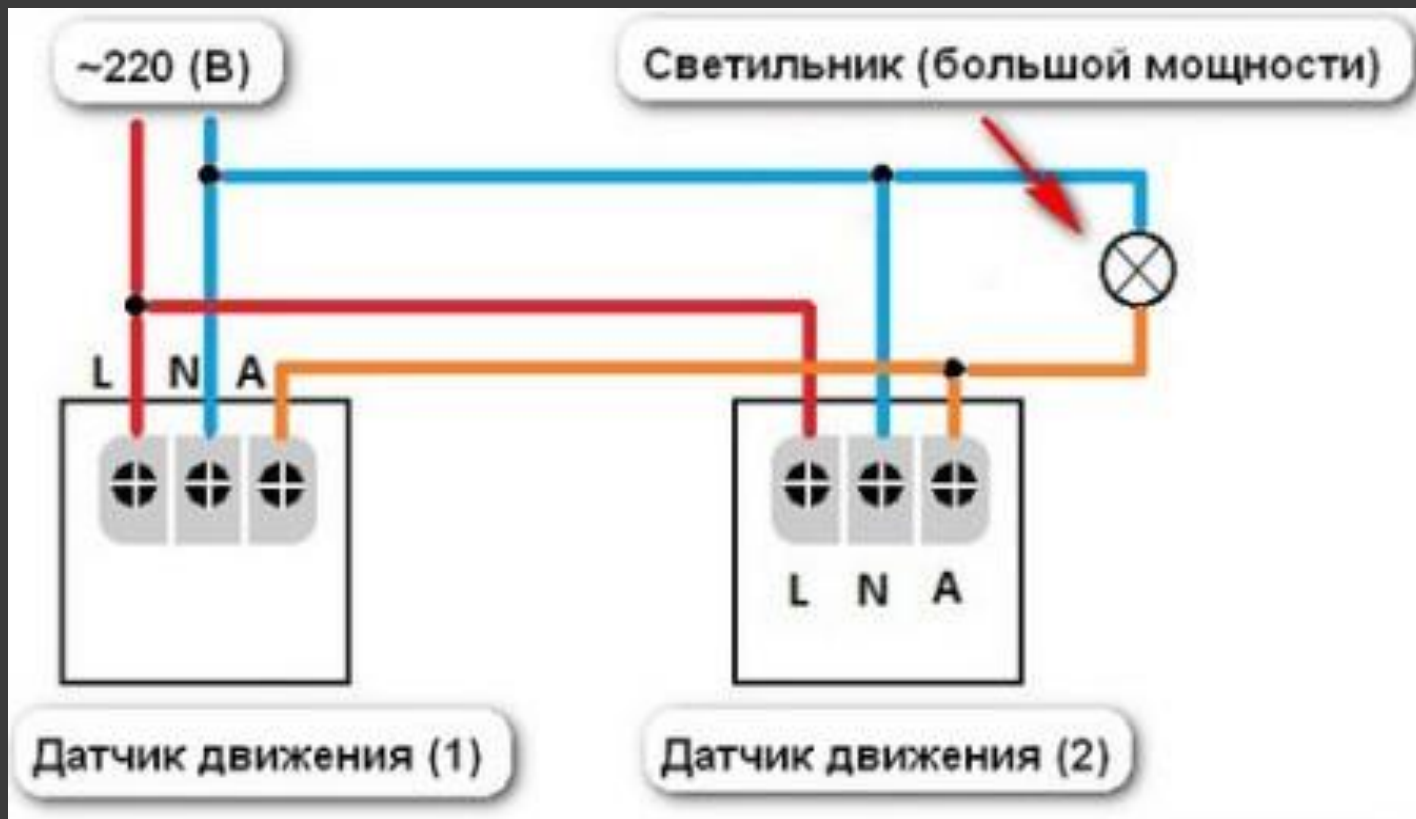 ~220 (В)
Светильник (большой мощности)
L N A
L N A
Датчик движения (1)
Датчик движения (2)